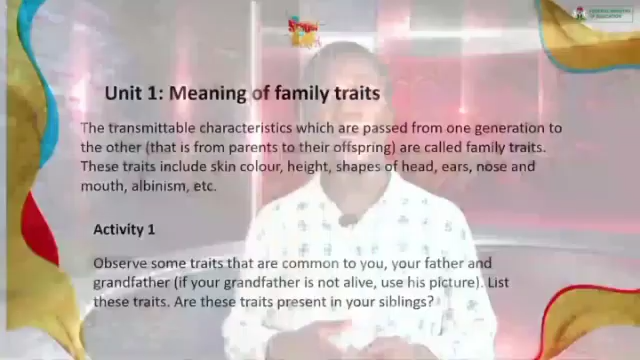 Unit 1: Meaning of family traits
The transmittable characteristics which are passed from one generation to
the other (that is from parents to their offspring) are called family traits.
These traits include skin colour, height, shapes of head, ears, nose and
mouth, albinism, etc.
Activity 1
Observe some traits that are common to you, your father and
grandfather (if your grandfather is not alive, use his picture). List
these traits. Are these traits present in your siblings?